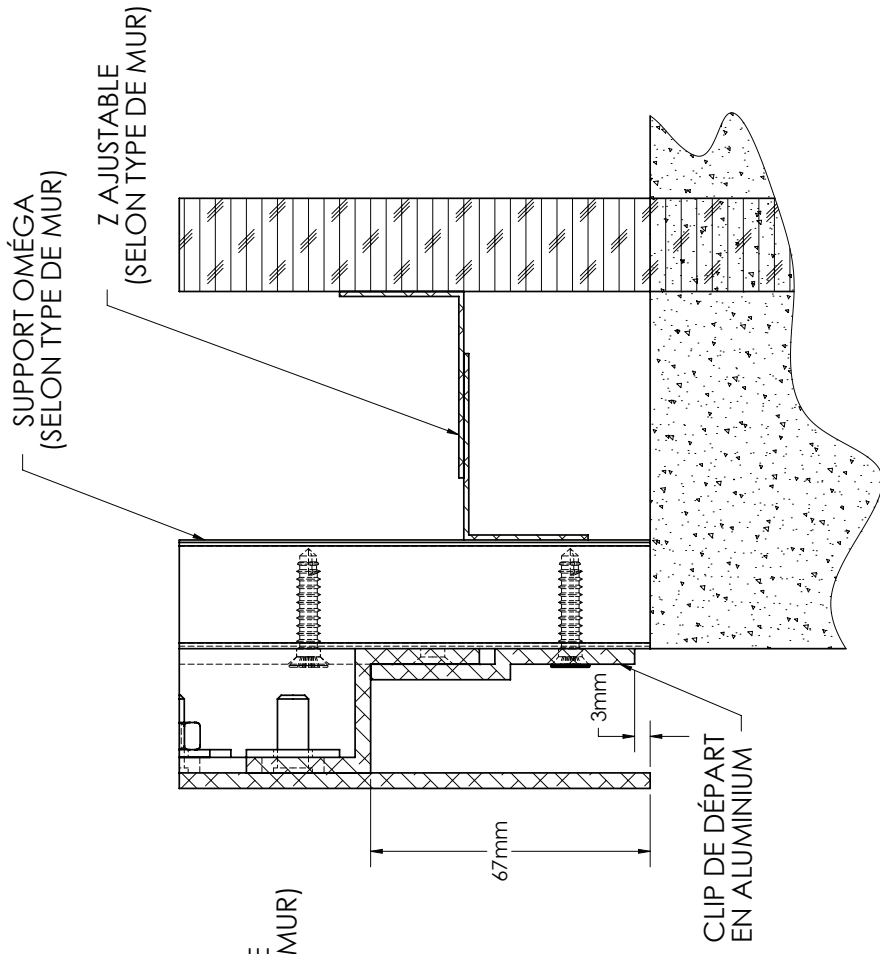 SUPPORT OMÉGA
(SELON TYPE DE MUR)
Z AJUSTABLE
(SELON TYPE DE MUR)
3mm
67mm
CLIP DE DÉPART
EN ALUMINIUM
E
MUR)